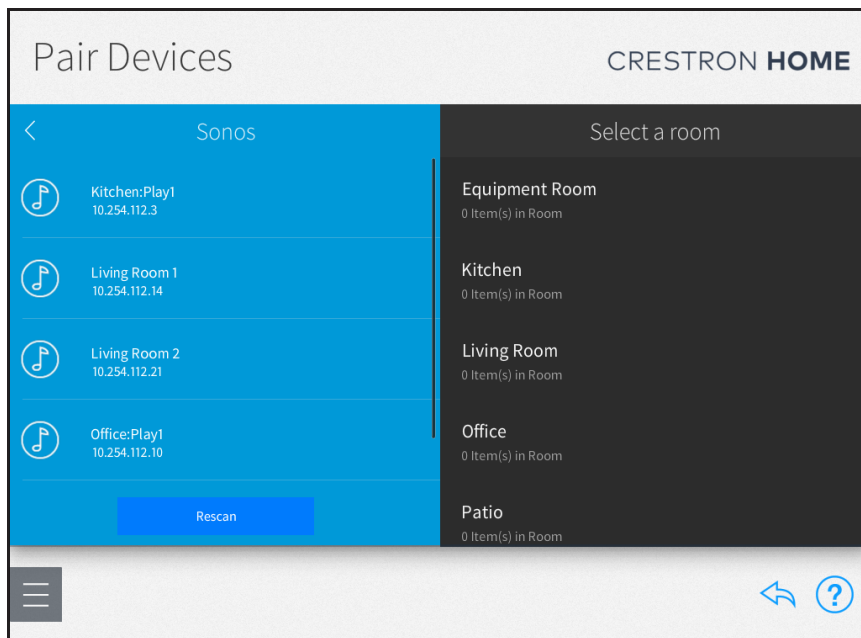 Pair Devices
CRESTRON HOME
Sonos
Kitchen:Play1
10.254.112.3
Living Room 1
10.254.112.14
Living Room 2
10.254.112.21
Office:Play1
10.254.112.10
Rescan
Select a room
Equipment Room
0 Item(s) in Room
Kitchen
0 Item(s) in Room
Living Room
0 Item(s) in Room
Office
0 Item(s) in Room
Patio
0 Item(s) in Room
?